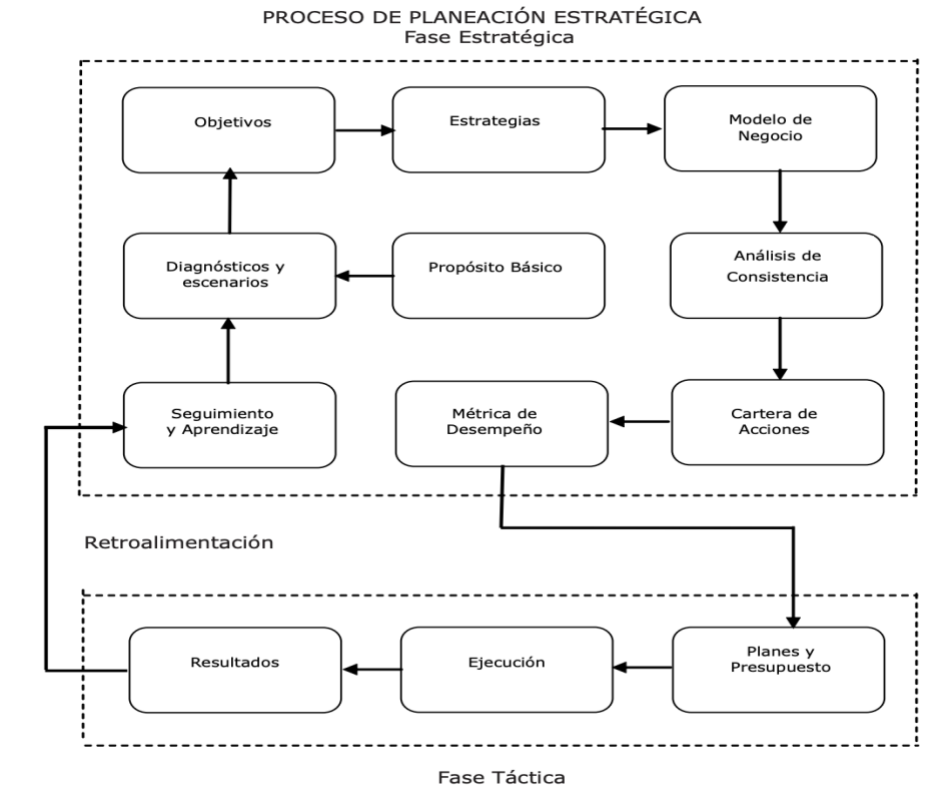 PROCESO DE PLANEACIÓN ESTRATÉGICA
Fase Estratégica
Objetivos
Estrategias
Modelo de
Negocio
Diagnósticos y
escenarios
Propósito Básico
Análisis de
Consistencia
Seguimiento
y Aprendizaje
Métrica de
Desempeño
Cartera de
Acciones
Retroalimentación
Resultados
Ejecución
Planes y
Presupuesto
Fase Táctica